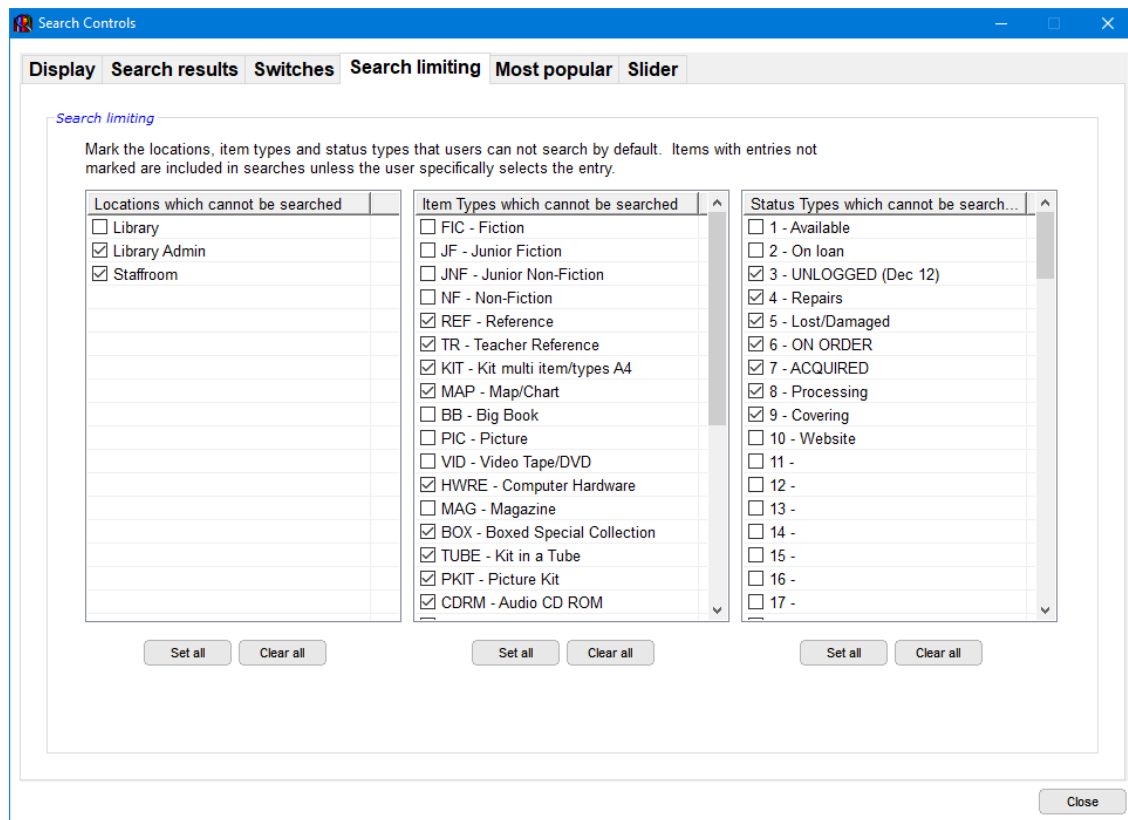 Search Controls
Display Search results Switches Search limiting Most popular Slider
Search limiting
Mark the locations, item types and status types that users can not search by default. Items with entries not
marked are included in searches unless the user specifically selects the entry.
Locations which cannot be searched
Library
Library Admin
Staffroom
Set all Clear all
Item Types which cannot be searched
FIC - Fiction
JF - Junior Fiction
JNF - Junior Non-Fiction
NF - Non-Fiction
REF - Reference
TR - Teacher Reference
KIT - Kit multi item/types A4
MAP - Map/Chart
BB - Big Book
PIC - Picture
VID - Video Tape/DVD
HWRE - Computer Hardware
MAG - Magazine
BOX - Boxed Special Collection
TUBE - Kit in a Tube
PKIT - Picture Kit
CDRM - Audio CD ROM
Set all Clear all
Status Types which cannot be search...
1 - Available
2 - On loan
3 - UNLOGGED (Dec 12)
4 - Repairs
5 - Lost/Damaged
6 - ON ORDER
7 - ACQUIRED
8 - Processing
9 - Covering
10 - Website
11 -
12 -
13 -
14 -
15 -
16 -
17 -
Set all Clear all
Close